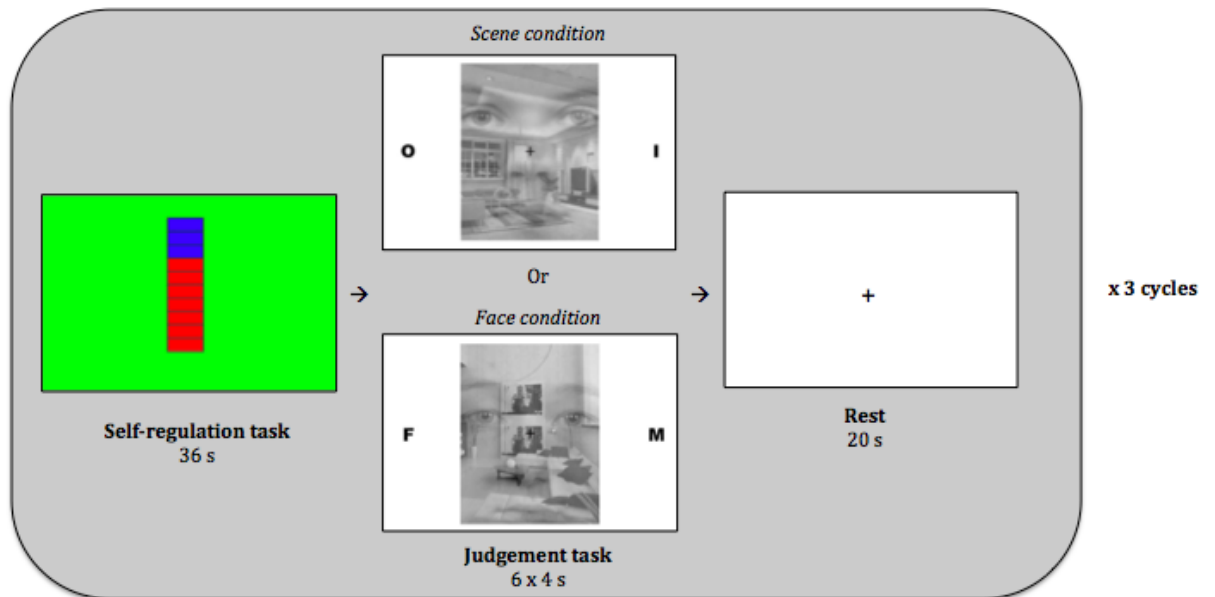 Scene condition
O + I
Or
Face condition
F + M
Self-regulation task
36 s
→
Judgement task
6 x 4 s
→
+
Rest
20 s
x 3 cycles